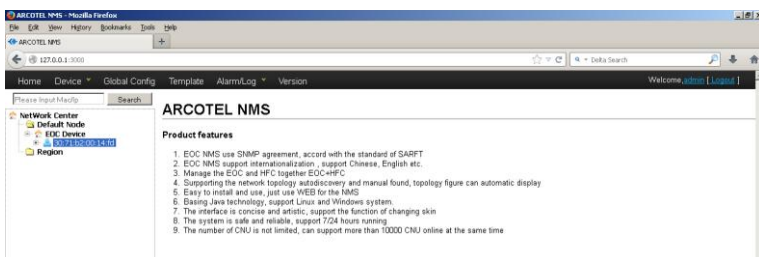 ARCOTEL NMS - Mozilla Firefox
File Edit View History Bookmarks Tools Help
ARCOTEL NMS
127.0.0.1:3000
Delta Search
Home Device Global Config Template Alarm/Log Version Welcome,admin [ Logout ]
Please Input Mac/Ip Search
NetWork Center
Default Node
EOC Device
30:71:b2:00:14:fd
Region
ARCOTEL NMS
Product features
1. EOC NMS use SNMP agreement, accord with the standard of SARFT
2. EOC NMS support internationalization , support Chinese, English etc.
3. Manage the EOC and HFC together EOC+HFC
4. Surpporting the network topology autodiscovery and manual found, topology figure can automatic display
5. Easy to install and use, just use WEB for the NMS
6. Basing Java technology, support Linux and Windows system.
7. The interface is concise and artistic, support the function of changing skin
8. The system is safe and reliable, support 7/24 hours running
9. The number of CNU is not limited, can support more than 10000 CNU online at the same time